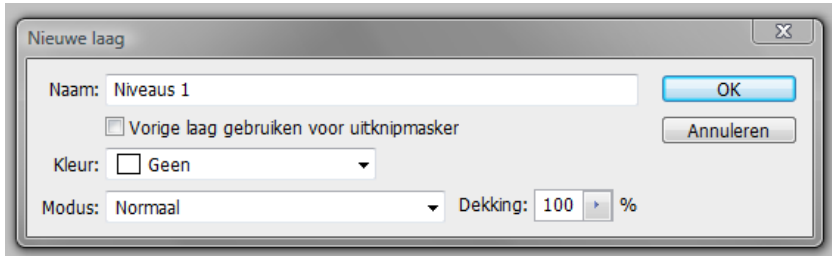 Nieuwe laag
Naam: Niveaus 1 OK
Vorige laag gebruiken voor uitknipmasker Annuleren
Kleur: Geen
Modus: Normaal Dekking: 100 %